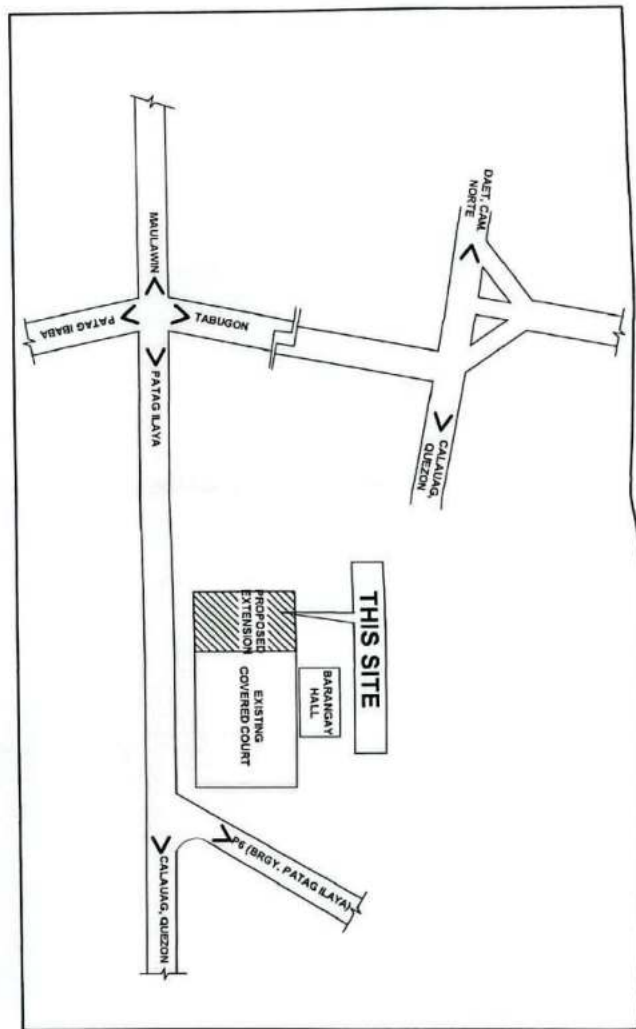 DAET, CAM.
NORTE
CALAUAG,
QUEZON
MAULAWIN
PATAG IBABA
TABUGON
PATAG ILAYA
THIS SITE
PROPOSED
EXTENSION
BARANGAY
HALL
EXISTING
COVERED COURT
P6 (BRGY. PATAG ILAYA)
CALAUAG, QUEZON